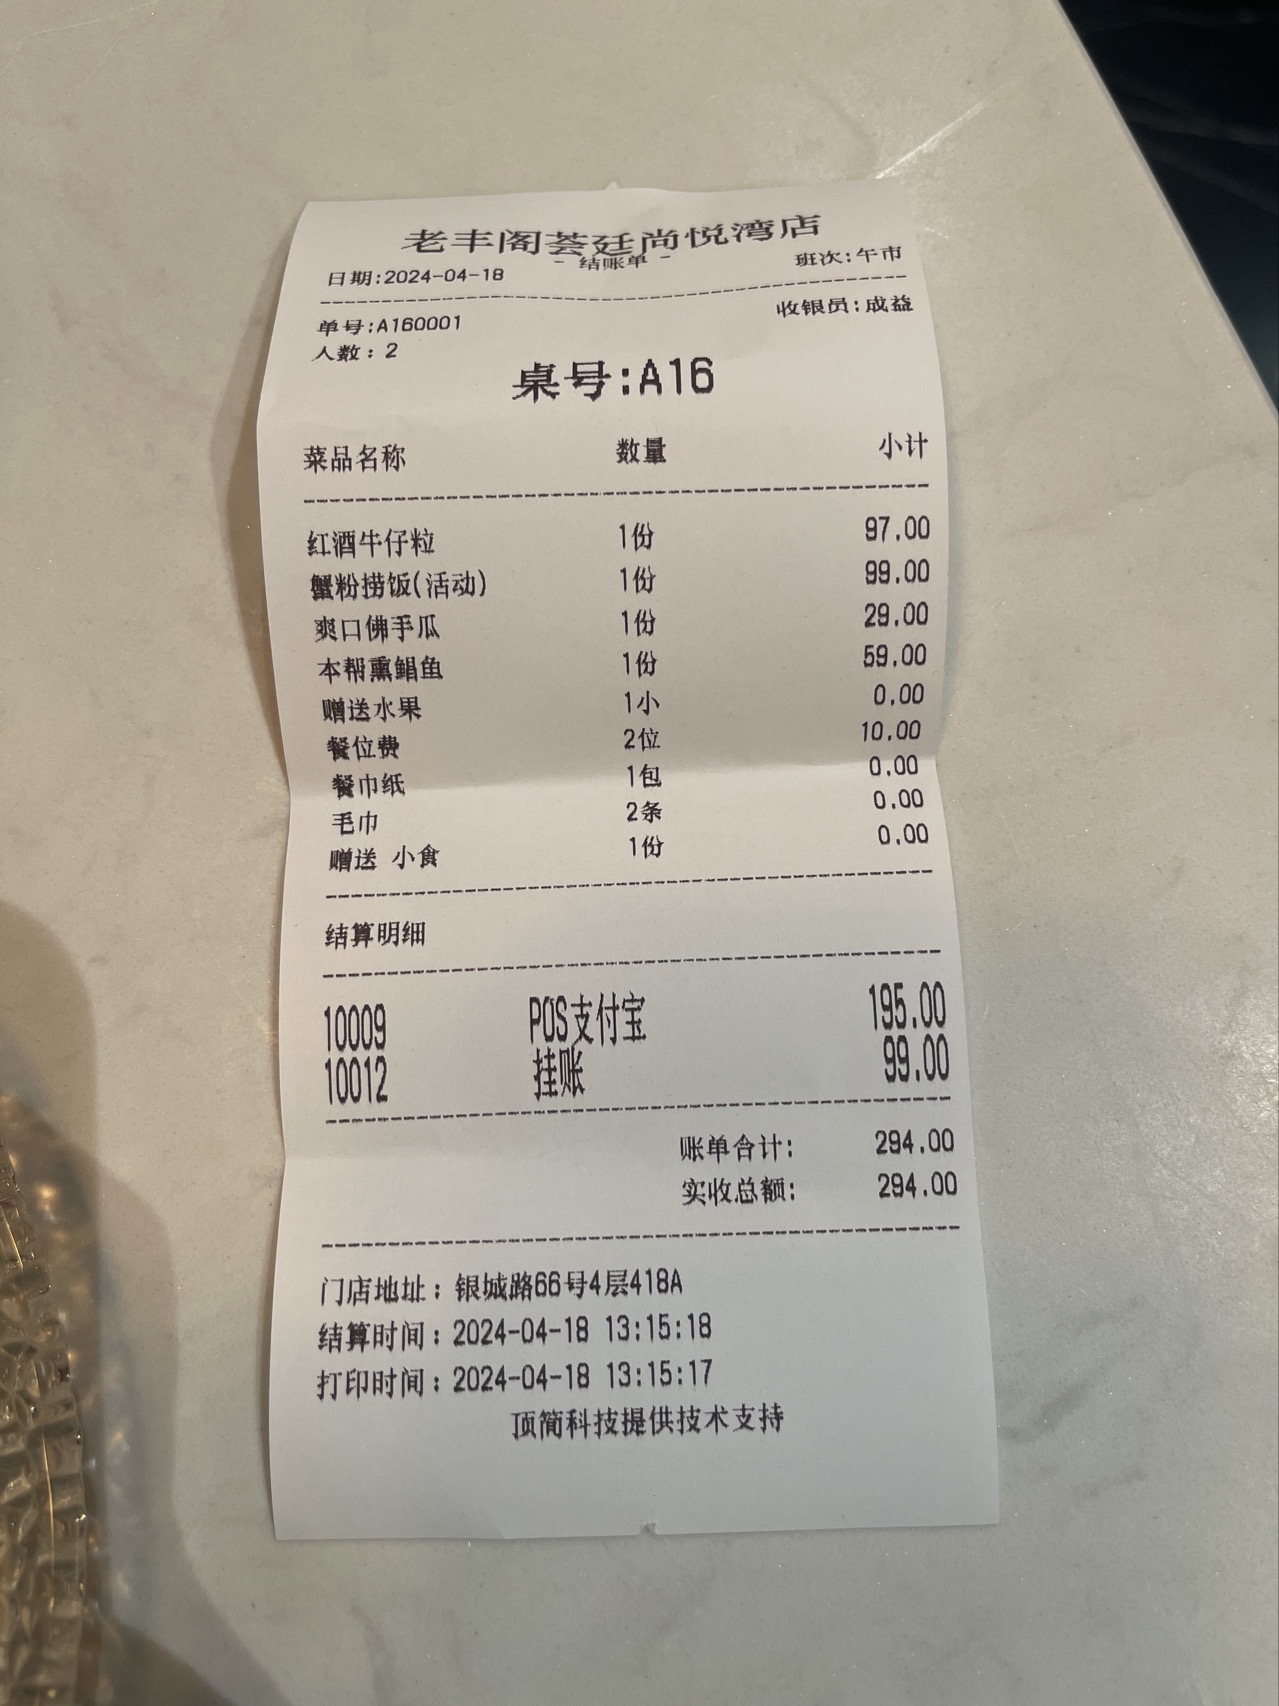 老丰阁荟廷尚悦湾店
- 结账单 -
日期:2024-04-18 班次:午市
单号:A160001 收银员:成益
人数: 2
桌号:A16
菜品名称 数量 小计
红酒牛仔粒 1份 97.00
蟹粉捞饭(活动) 1份 99.00
爽口佛手瓜 1份 29.00
本帮熏鲳鱼 1份 59.00
赠送水果 1小 0.00
餐位费 2位 10.00
餐巾纸 1包 0.00
毛巾 2条 0.00
赠送 小食 1份 0.00
结算明细
10009 POS支付宝 195.00
10012 挂账 99.00
账单合计: 294.00
实收总额: 294.00
门店地址: 银城路66号4层418A
结算时间: 2024-04-18 13:15:18
打印时间: 2024-04-18 13:15:17
顶简科技提供技术支持